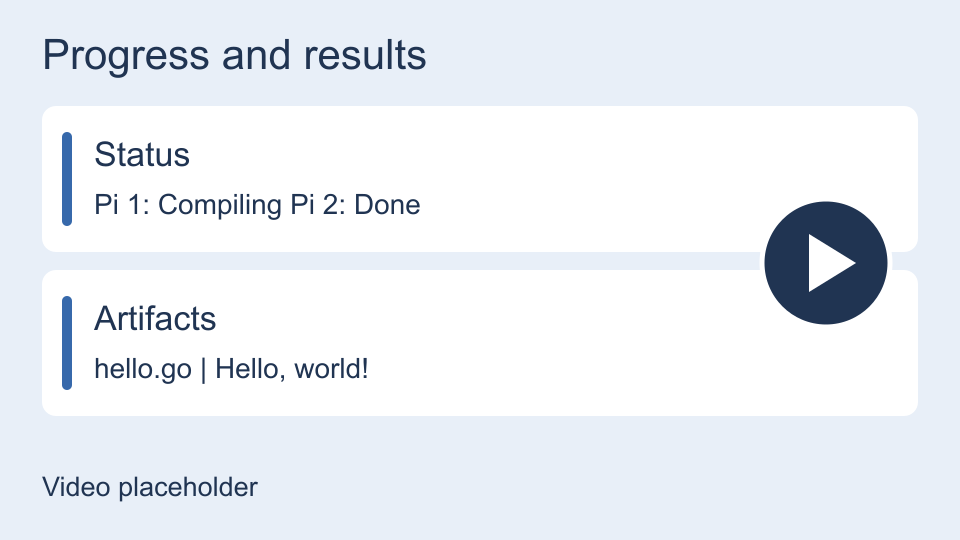 Progress and results
Status
Pi 1: Compiling Pi 2: Done
Artifacts
hello.go | Hello, world!
Video placeholder